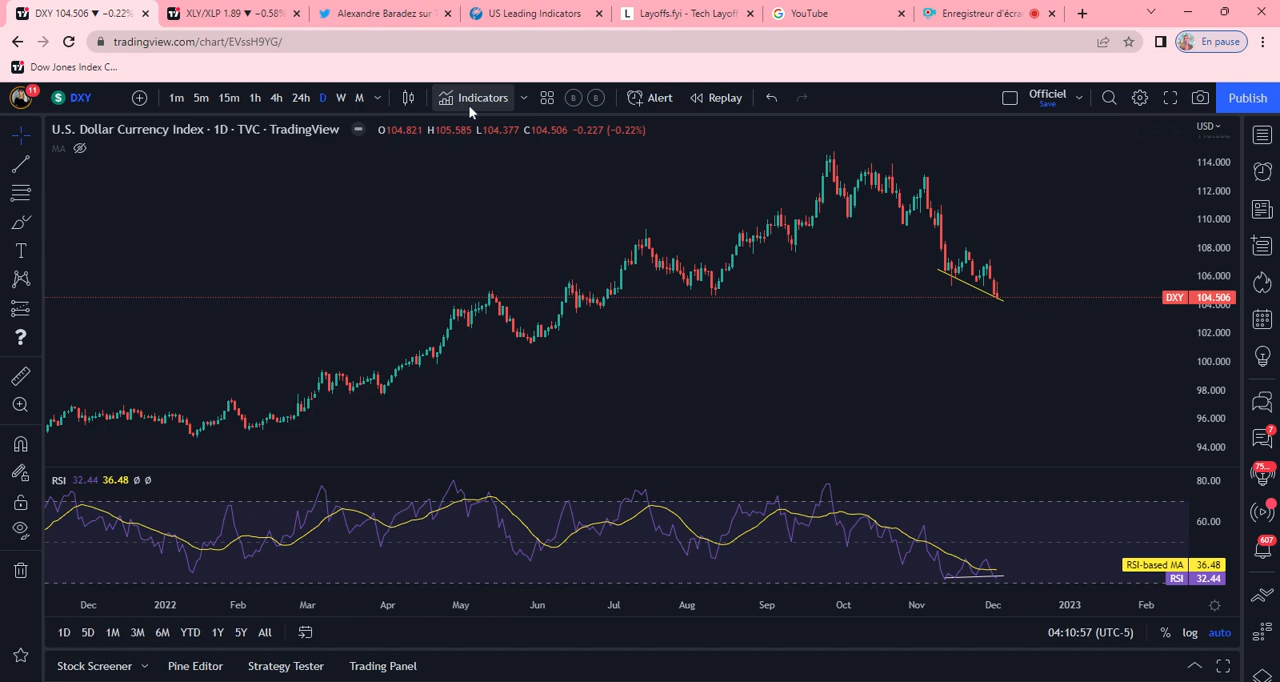 DXY 104.506 ▼ −0.22%
XLY/XLP 1.89 ▼ −0.58%
Alexandre Baradez sur T
US Leading Indicators
Layoffs.fyi - Tech Layoff
YouTube
Enregistreur d'écra
tradingview.com/chart/EVssH9YG/
En pause
Dow Jones Index C...
11
S DXY
1m 5m 15m 1h 4h 24h D W M
Indicators
B B
Alert
Replay
Officiel
Save
Publish
U.S. Dollar Currency Index · 1D · TVC · TradingView
O104.821 H105.585 L104.377 C104.506 −0.227 (−0.22%)
USD
MA
114.000
112.000
110.000
108.000
106.000
DXY 104.506
104.000
102.000
100.000
98.000
96.000
94.000
RSI 32.44 36.48 Ø Ø
80.00
60.00
RSI-based MA 36.48
RSI 32.44
7
75...
607
Dec 2022 Feb Mar Apr May Jun Jul Aug Sep Oct Nov Dec 2023 Feb
1D 5D 1M 3M 6M YTD 1Y 5Y All
04:10:57 (UTC-5)
% log auto
Stock Screener
Pine Editor
Strategy Tester
Trading Panel